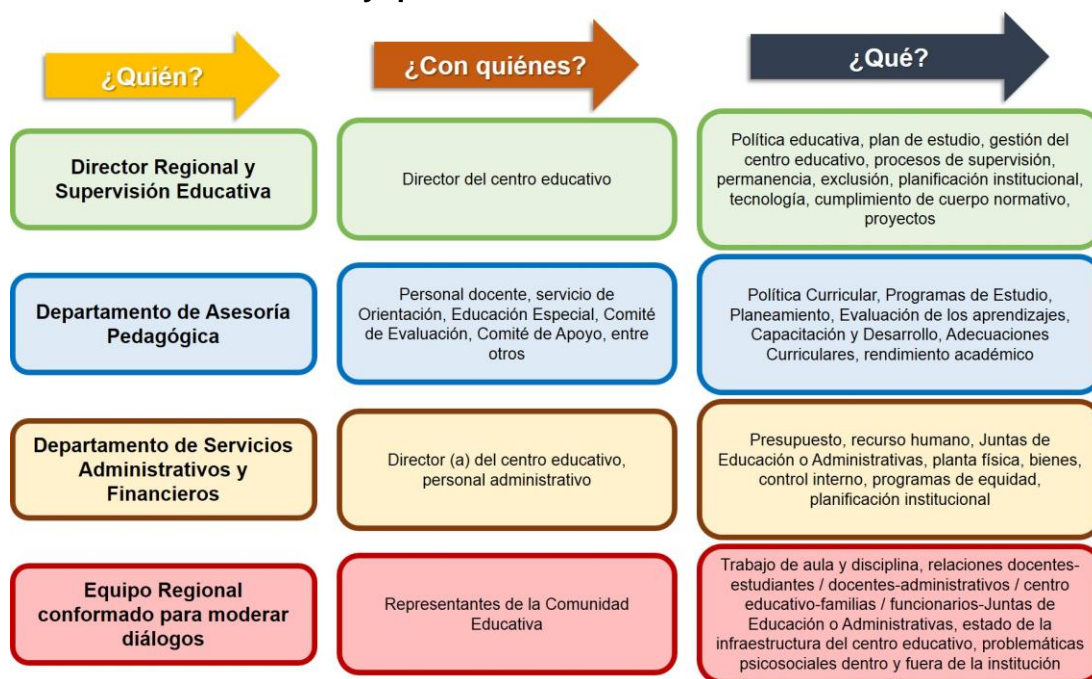 ¿Quién?
¿Con quiénes?
¿Qué?
Director Regional y
Supervisión Educativa
Director del centro educativo
Política educativa, plan de estudio, gestión del
centro educativo, procesos de supervisión,
permanencia, exclusión, planificación institucional,
tecnología, cumplimiento de cuerpo normativo,
proyectos
Departamento de Asesoría
Pedagógica
Personal docente, servicio de
Orientación, Educación Especial, Comité
de Evaluación, Comité de Apoyo, entre
otros
Política Curricular, Programas de Estudio,
Planeamiento, Evaluación de los aprendizajes,
Capacitación y Desarrollo, Adecuaciones
Curriculares, rendimiento académico
Departamento de Servicios
Administrativos y
Financieros
Director (a) del centro educativo,
personal administrativo
Presupuesto, recurso humano, Juntas de
Educación o Administrativas, planta física, bienes,
control interno, programas de equidad,
planificación institucional
Equipo Regional
conformado para moderar
diálogos
Representantes de la Comunidad
Educativa
Trabajo de aula y disciplina, relaciones docentes-
estudiantes / docentes-administrativos / centro
educativo-familias / funcionarios-Juntas de
Educación o Administrativas, estado de la
infraestructura del centro educativo, problemáticas
psicosociales dentro y fuera de la institución